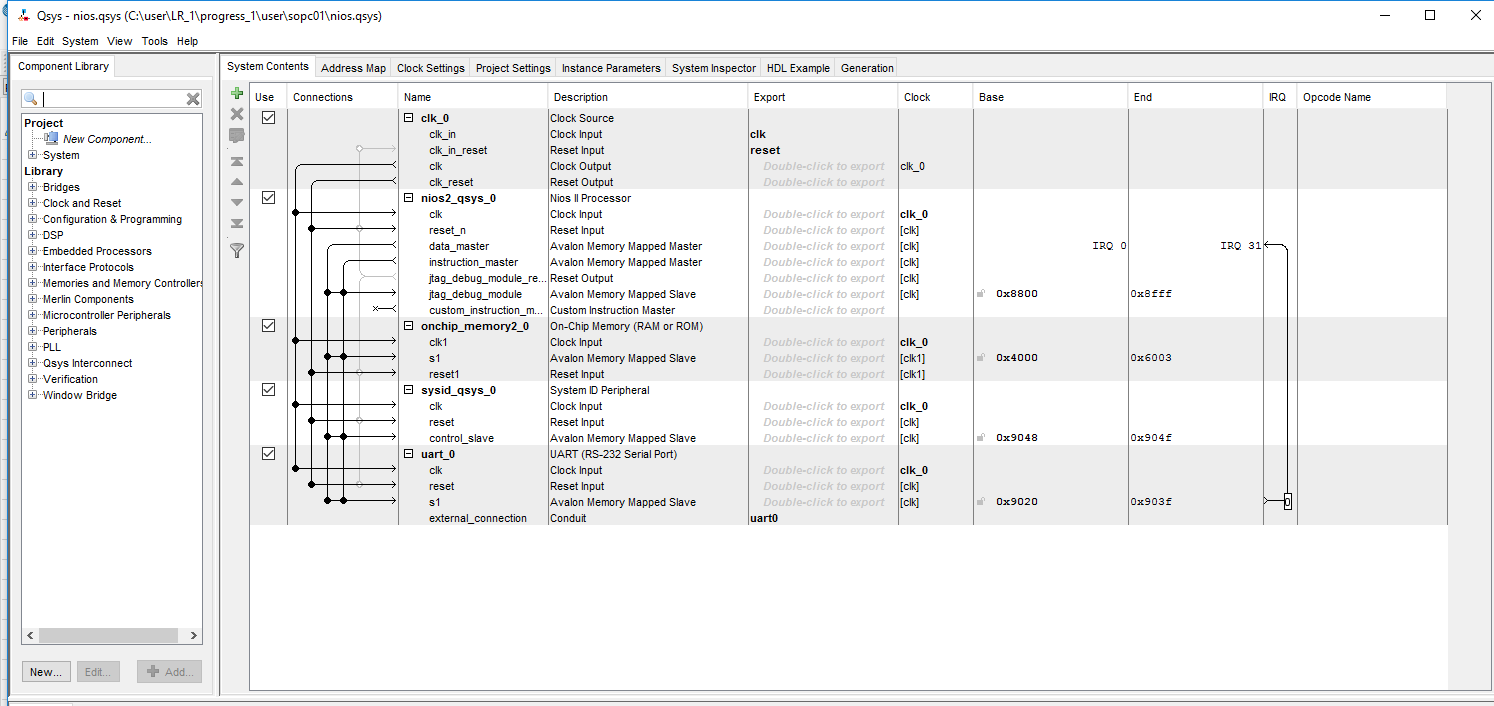 Qsys - nios.qsys (C:\user\LR_1\progress_1\user\sopc01\nios.qsys)
File Edit System View Tools Help
Component Library
Project
New Component...
System
Library
Bridges
Clock and Reset
Configuration & Programming
DSP
Embedded Processors
Interface Protocols
Memories and Memory Controllers
Merlin Components
Microcontroller Peripherals
Peripherals
PLL
Qsys Interconnect
Verification
Window Bridge
New... Edit... Add...
System Contents Address Map Clock Settings Project Settings Instance Parameters System Inspector HDL Example Generation
Use Connections Name Description Export Clock Base End IRQ Opcode Name
clk_0 Clock Source
clk_in Clock Input clk
clk_in_reset Reset Input reset
clk Clock Output Double-click to export clk_0
clk_reset Reset Output Double-click to export
nios2_qsys_0 Nios II Processor
clk Clock Input Double-click to export clk_0
reset_n Reset Input Double-click to export [clk]
data_master Avalon Memory Mapped Master Double-click to export [clk] IRQ 0 IRQ 31
instruction_master Avalon Memory Mapped Master Double-click to export [clk]
jtag_debug_module_re... Reset Output Double-click to export [clk]
jtag_debug_module Avalon Memory Mapped Slave Double-click to export [clk] 0x8800 0x8fff
custom_instruction_m... Custom Instruction Master Double-click to export
onchip_memory2_0 On-Chip Memory (RAM or ROM)
clk1 Clock Input Double-click to export clk_0
s1 Avalon Memory Mapped Slave Double-click to export [clk1] 0x4000 0x6003
reset1 Reset Input Double-click to export [clk1]
sysid_qsys_0 System ID Peripheral
clk Clock Input Double-click to export clk_0
reset Reset Input Double-click to export [clk]
control_slave Avalon Memory Mapped Slave Double-click to export [clk] 0x9048 0x904f
uart_0 UART (RS-232 Serial Port)
clk Clock Input Double-click to export clk_0
reset Reset Input Double-click to export [clk]
s1 Avalon Memory Mapped Slave Double-click to export [clk] 0x9020 0x903f 0
external_connection Conduit uart0